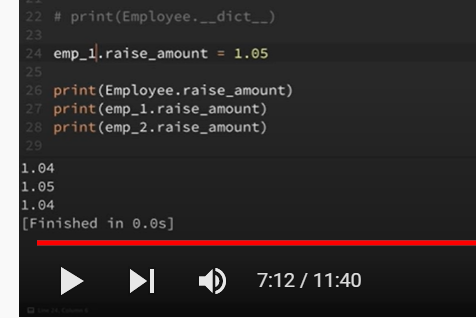 22 # print(Employee.__dict__)
23
24 emp_1.raise_amount = 1.05
25
26 print(Employee.raise_amount)
27 print(emp_1.raise_amount)
28 print(emp_2.raise_amount)
29
1.04
1.05
1.04
[Finished in 0.0s]
7:12 / 11:40